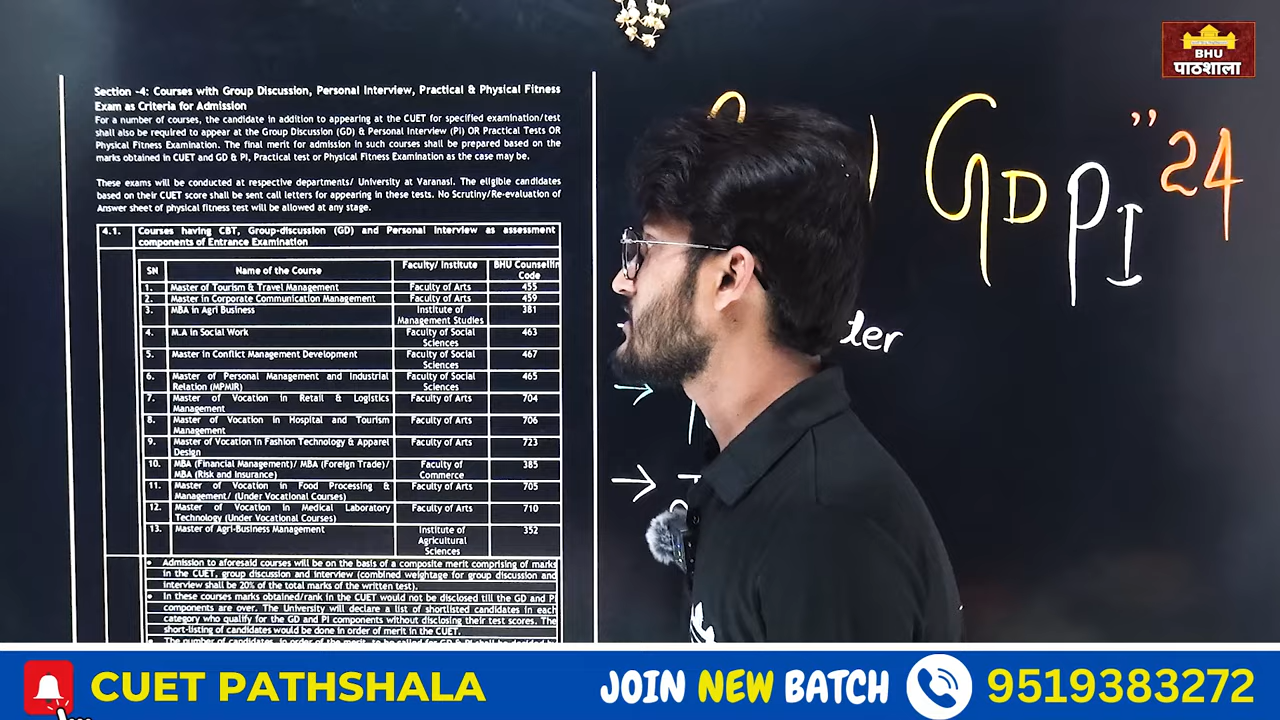 BHU
पाठशाला
Section -4: Courses with Group Discussion, Personal Interview, Practical & Physical Fitness
Exam as Criteria for Admission
For a number of courses, the candidate in addition to appearing at the CUET for specified examination/test
shall also be required to appear at the Group Discussion (GD) & Personal Interview (PI) OR Practical Tests OR
Physical Fitness Examination. The final merit for admission in such courses shall be prepared based on the
marks obtained in CUET and GD & PI, Practical test or Physical Fitness Examination as the case may be.
These exams will be conducted at respective departments/ University at Varanasi. The eligible candidates
based on their CUET score shall be sent call letters for appearing in these tests. No Scrutiny/Re-evaluation of
Answer sheet of physical fitness test will be allowed at any stage.
4.1. Courses having CBT, Group-discussion (GD) and Personal Interview as assessment
components of Entrance Examination
SN Name of the Course Faculty/ Institute BHU Counsellin
Code
1. Master of Tourism & Travel Management Faculty of Arts 455
2. Master in Corporate Communication Management Faculty of Arts 459
3. MBA in Agri Business Institute of 381
Management Studies
4. M.A in Social Work Faculty of Social 463
Sciences
5. Master in Conflict Management Development Faculty of Social 467
Sciences
6. Master of Personal Management and Industrial Faculty of Social 465
Relation (MPMIR) Sciences
7. Master of Vocation in Retail & Logistics Faculty of Arts 704
Management
8. Master of Vocation in Hospital and Tourism Faculty of Arts 706
Management
9. Master of Vocation in Fashion Technology & Apparel Faculty of Arts 723
Design
10. MBA (Financial Management)/ MBA (Foreign Trade)/ Faculty of 385
MBA (Risk and Insurance) Commerce
11. Master of Vocation in Food Processing & Faculty of Arts 705
Management/ (Under Vocational Courses)
12. Master of Vocation in Medical Laboratory Faculty of Arts 710
Technology (Under Vocational Courses)
13. Master of Agri-Business Management Institute of 352
Agricultural
Sciences
• Admission to aforesaid courses will be on the basis of a composite merit comprising of marks
in the CUET, group discussion and interview (combined weightage for group discussion and
interview shall be 20% of the total marks of the written test).
• In these courses marks obtained/rank in the CUET would not be disclosed till the GD and PI
components are over. The University will declare a list of shortlisted candidates in each
category who qualify for the GD and PI components without disclosing their test scores. The
short-listing of candidates would be done in order of merit in the CUET.
• The number of candidates, in order of the merit, to be called for GD & PI shall be decided by
GDPI "24
der
→
→
CUET PATHSHALA
JOIN NEW BATCH
9519383272